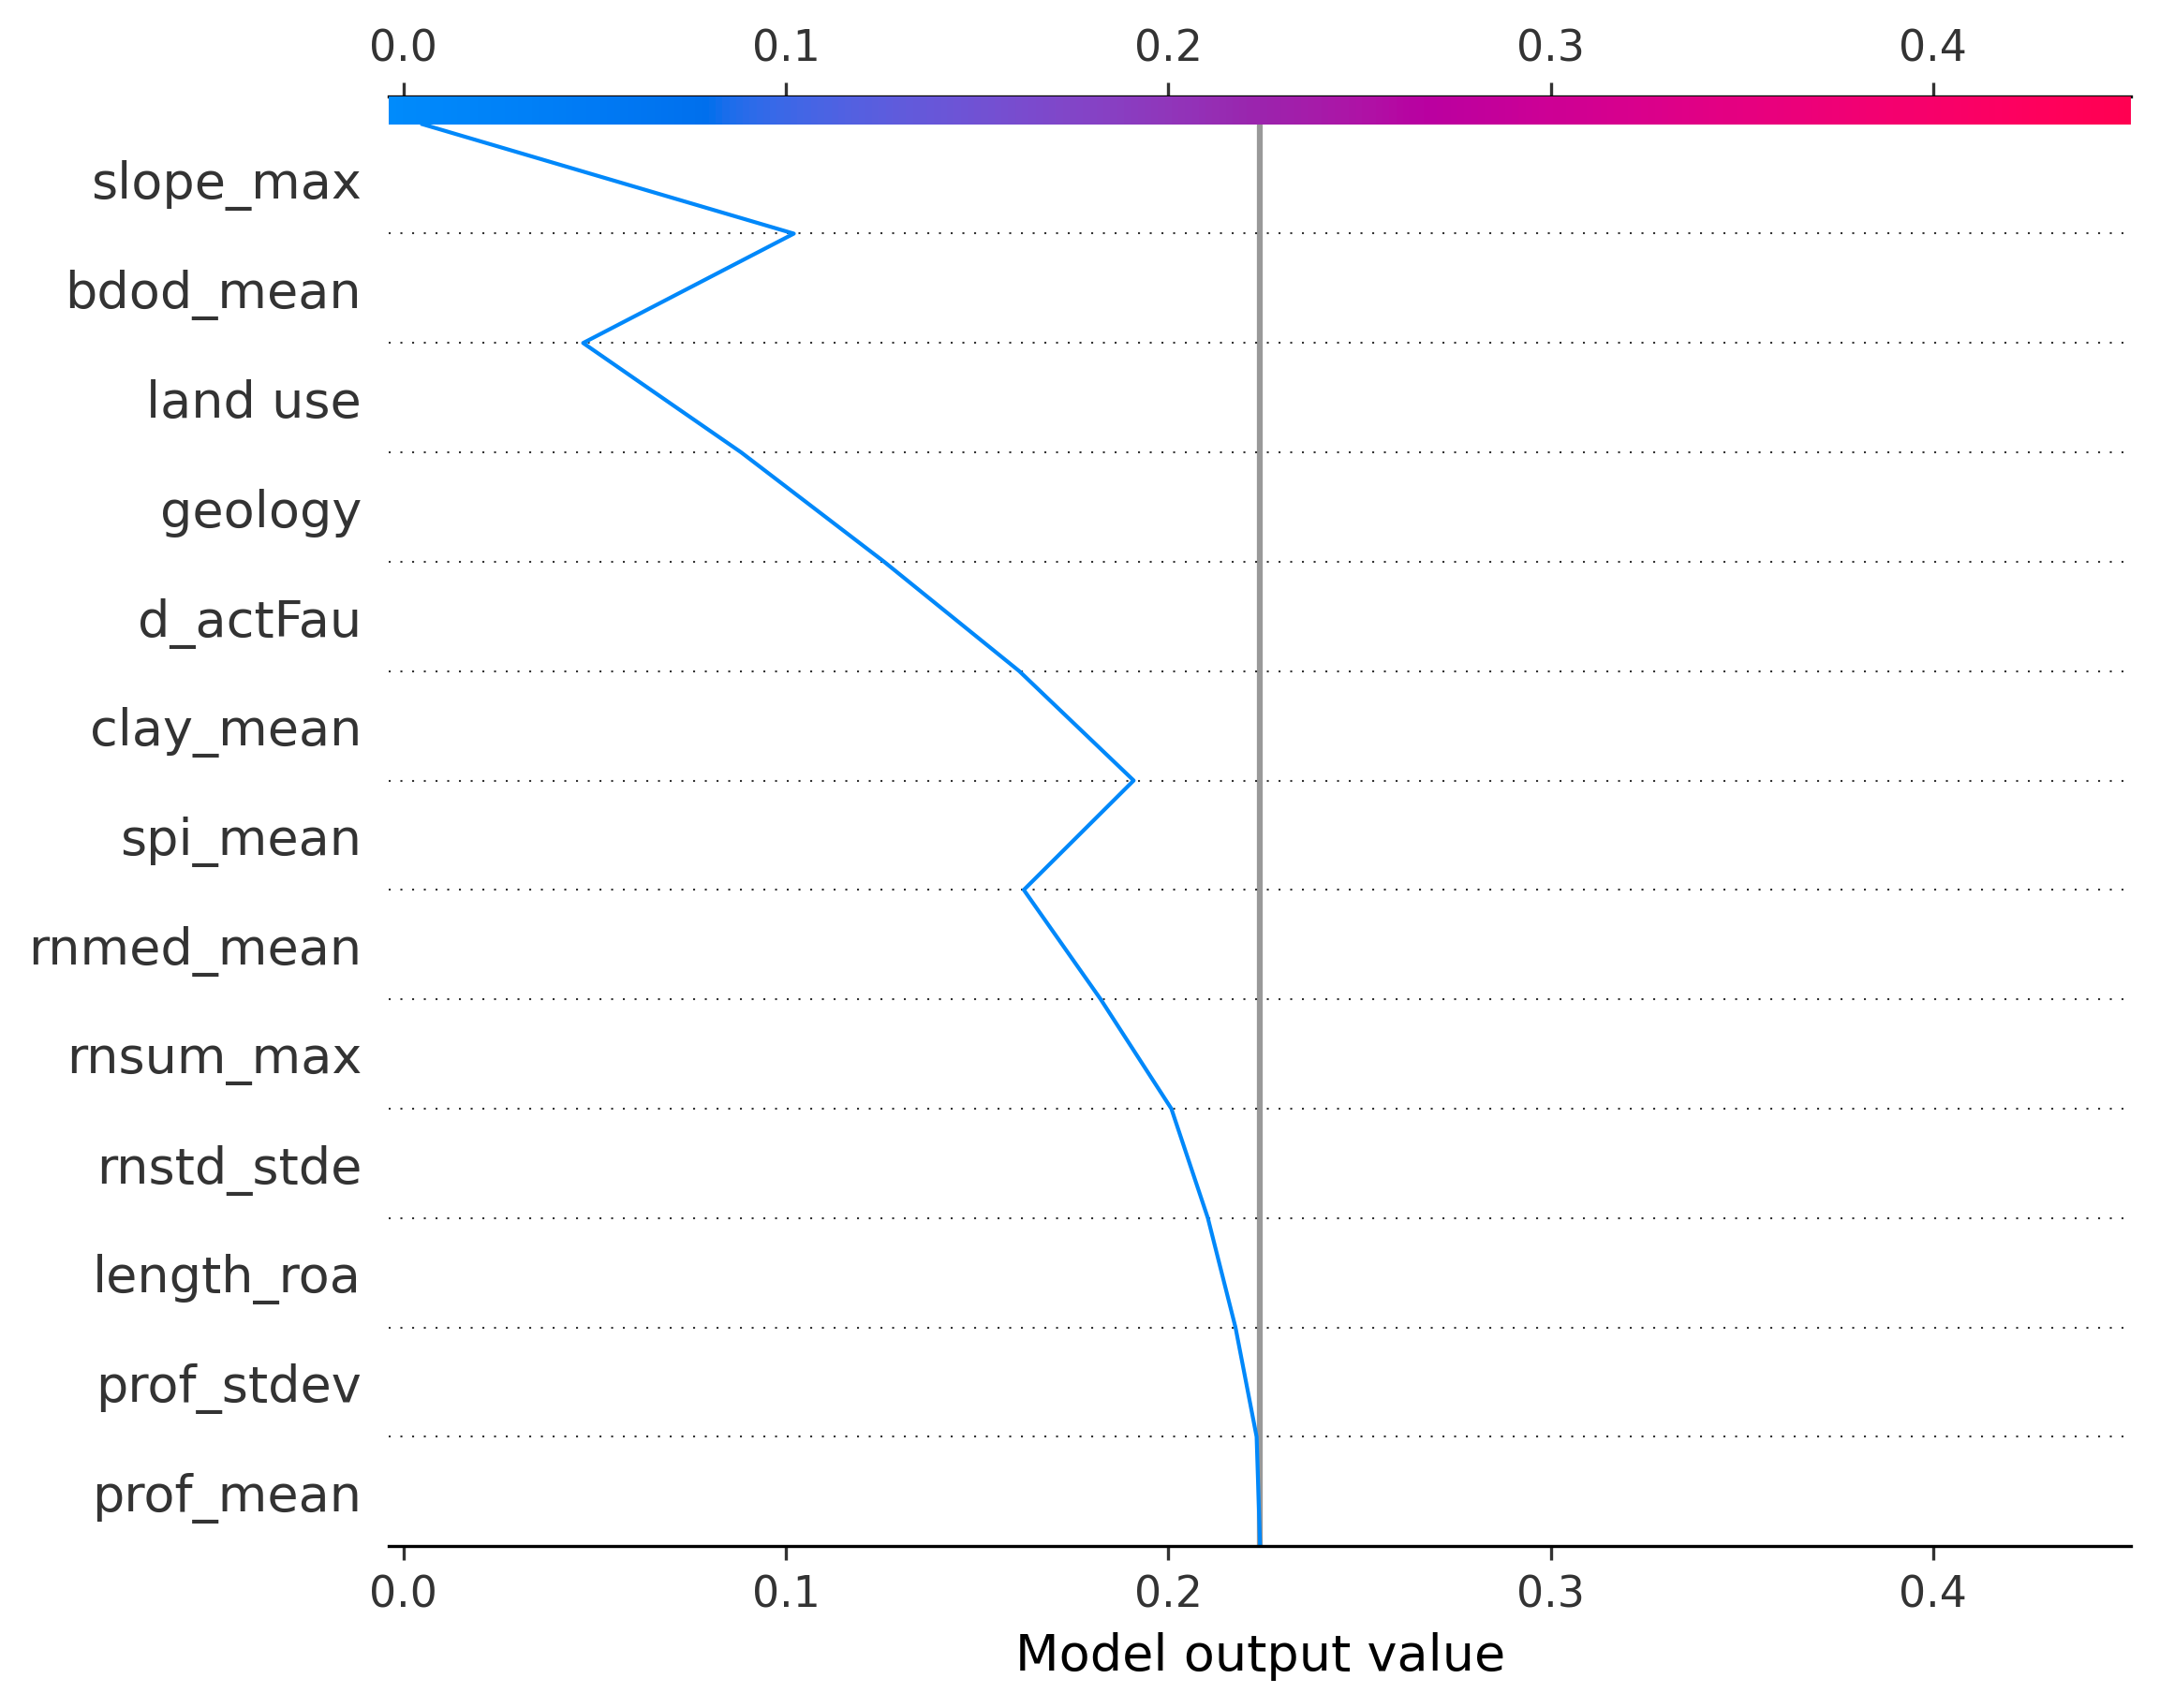 0.0 0.1 0.2 0.3 0.4
slope_max
bdod_mean
land use
geology
d_actFau
clay_mean
spi_mean
rnmed_mean
rnsum_max
rnstd_stde
length_roa
prof_stdev
prof_mean
0.0 0.1 0.2 0.3 0.4
Model output value